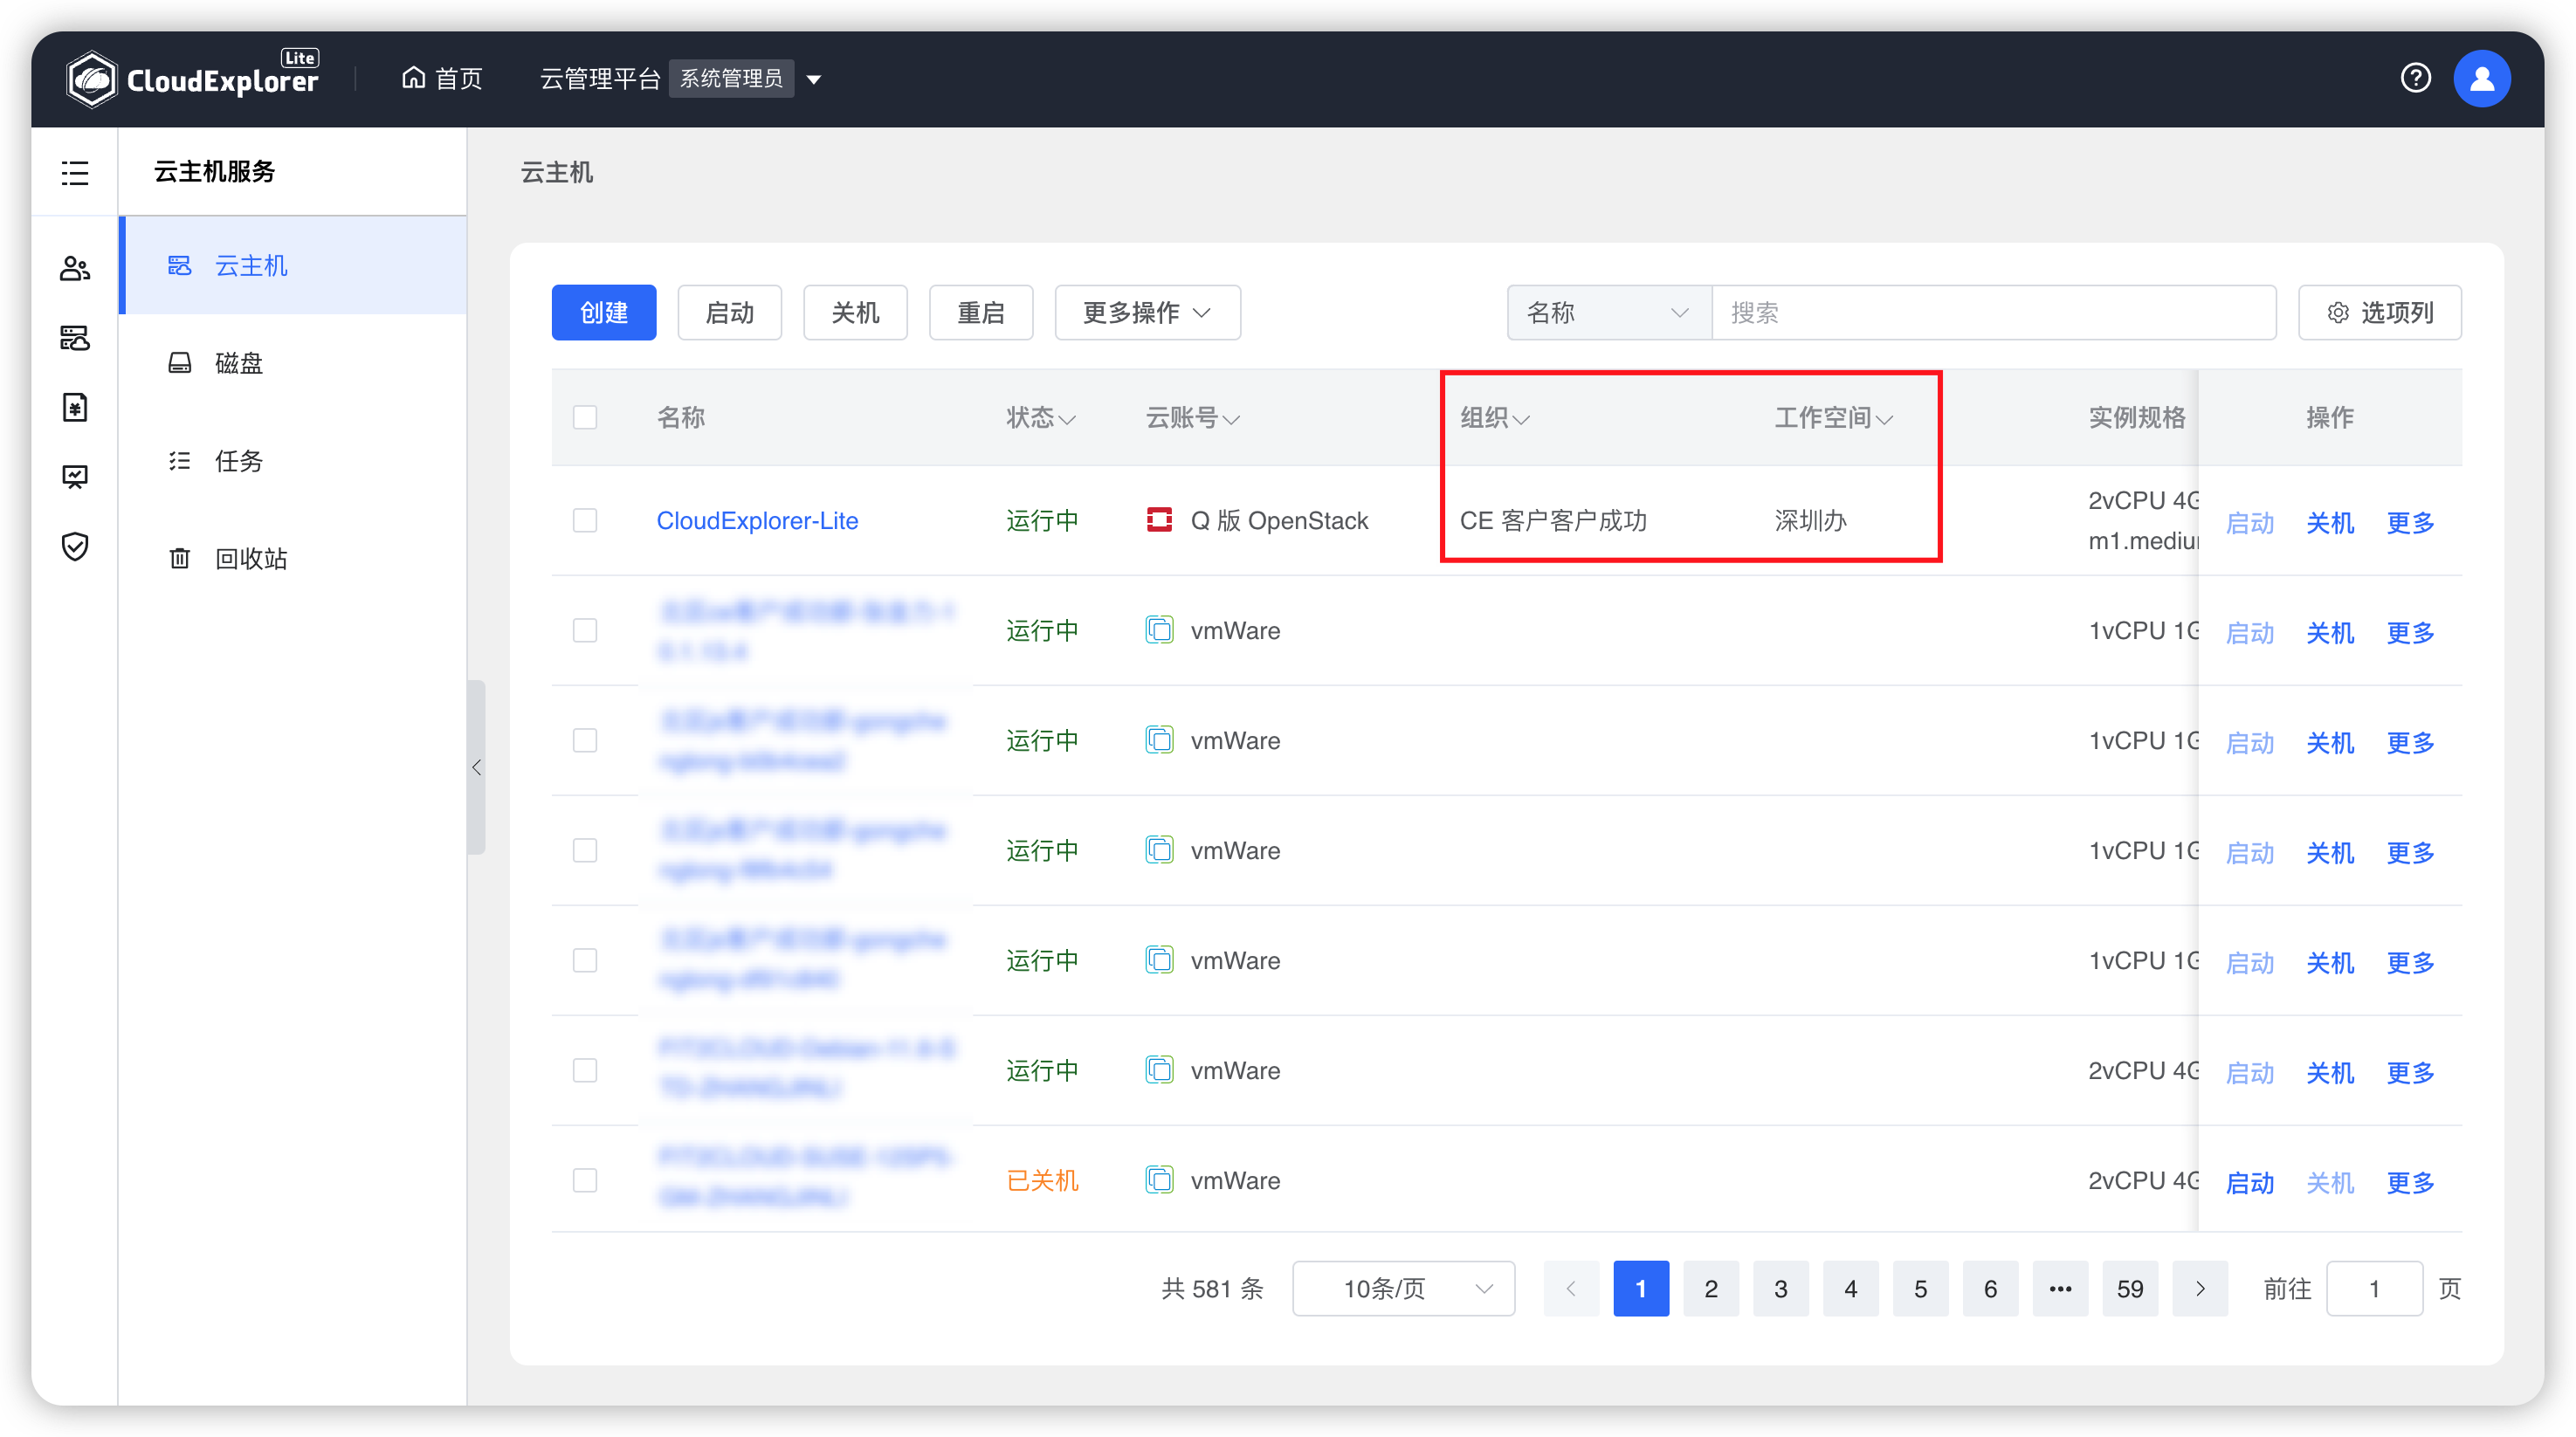 CloudExplorer Lite
首页
云管理平台 系统管理员
云主机服务
云主机
磁盘
任务
回收站
云主机
创建 启动 关机 重启 更多操作 名称 搜索 选项列
名称 状态 云账号 组织 工作空间 实例规格 操作
CloudExplorer-Lite 运行中 Q 版 OpenStack CE 客户客户成功 深圳办 2vCPU 4G 启动 关机 更多
m1.mediu
运行中 vmWare 1vCPU 1G 启动 关机 更多
运行中 vmWare 1vCPU 1G 启动 关机 更多
运行中 vmWare 1vCPU 1G 启动 关机 更多
运行中 vmWare 1vCPU 1G 启动 关机 更多
运行中 vmWare 2vCPU 4G 启动 关机 更多
已关机 vmWare 2vCPU 4G 启动 关机 更多
共 581 条 10条/页 1 2 3 4 5 6 ••• 59 前往 1 页